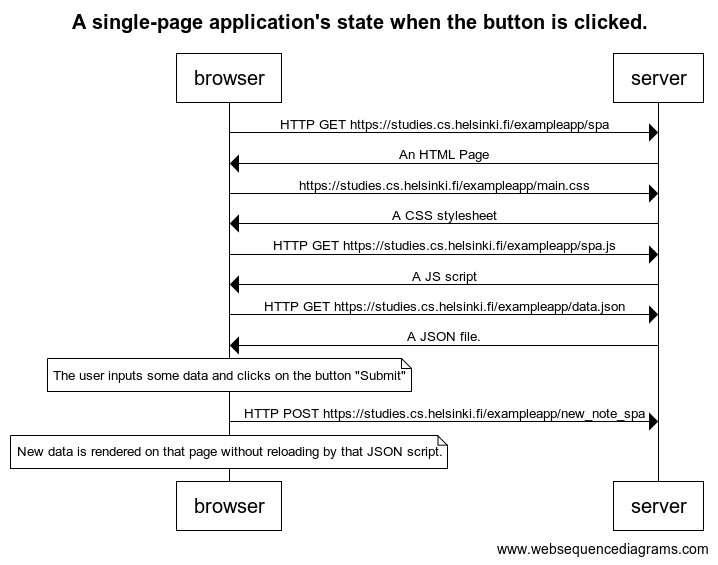 A single-page application's state when the button is clicked.
browser
server
HTTP GET https://studies.cs.helsinki.fi/exampleapp/spa
An HTML Page
https://studies.cs.helsinki.fi/exampleapp/main.css
A CSS stylesheet
HTTP GET https://studies.cs.helsinki.fi/exampleapp/spa.js
A JS script
HTTP GET https://studies.cs.helsinki.fi/exampleapp/data.json
A JSON file.
The user inputs some data and clicks on the button "Submit"
HTTP POST https://studies.cs.helsinki.fi/exampleapp/new_note_spa
New data is rendered on that page without reloading by that JSON script.
browser
server
www.websequencediagrams.com